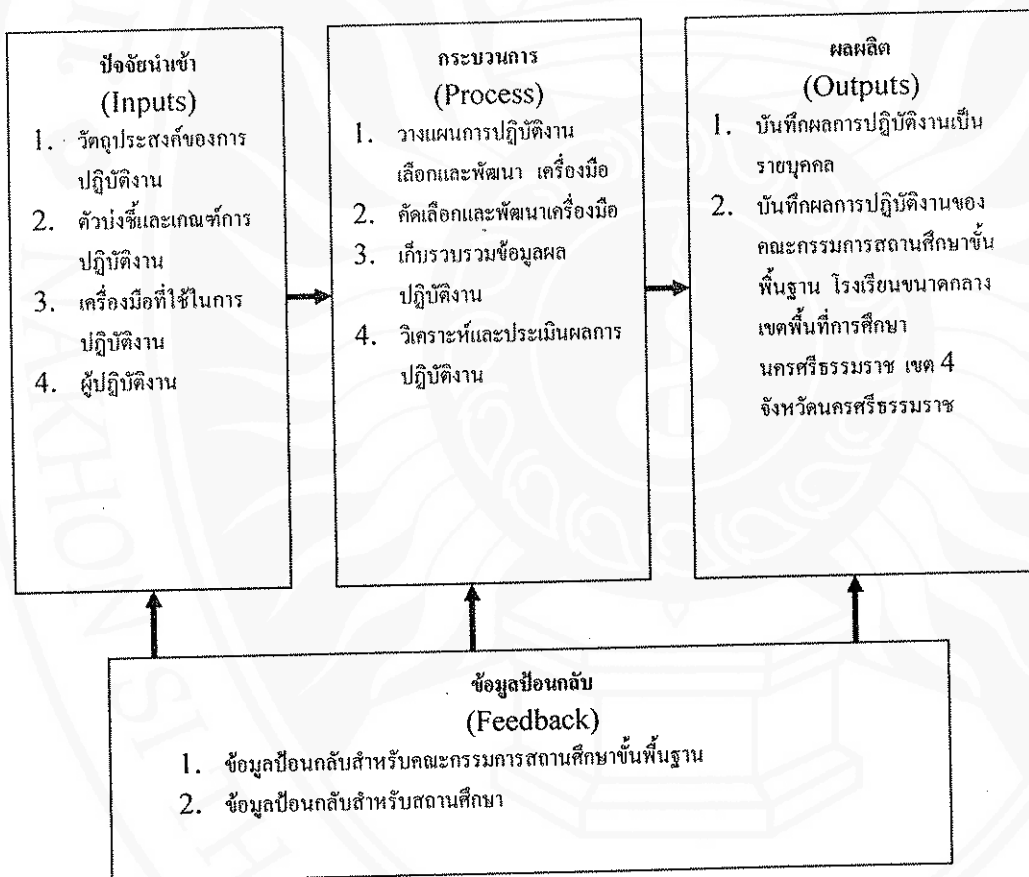 ปัจจัยนำเข้า
(Inputs)
1. วัตถุประสงค์ของการ
ปฏิบัติงาน
2. ตัวบ่งชี้และเกณฑ์การ
ปฏิบัติงาน
3. เครื่องมือที่ใช้ในการ
ปฏิบัติงาน
4. ผู้ปฏิบัติงาน
กระบวนการ
(Process)
1. วางแผนการปฏิบัติงาน
เลือกและพัฒนา เครื่องมือ
2. คัดเลือกและพัฒนาเครื่องมือ
3. เก็บรวบรวมข้อมูลผล
ปฏิบัติงาน
4. วิเคราะห์และประเมินผลการ
ปฏิบัติงาน
ผลผลิต
(Outputs)
1. บันทึกผลการปฏิบัติงานเป็น
รายบุคคล
2. บันทึกผลการปฏิบัติงานของ
คณะกรรมการสถานศึกษาขั้น
พื้นฐาน โรงเรียนขนาดกลาง
เขตพื้นที่การศึกษา
นครศรีธรรมราช เขต 4
จังหวัดนครศรีธรรมราช
ข้อมูลป้อนกลับ
(Feedback)
1. ข้อมูลป้อนกลับสำหรับคณะกรรมการสถานศึกษาขั้นพื้นฐาน
2. ข้อมูลป้อนกลับสำหรับสถานศึกษา